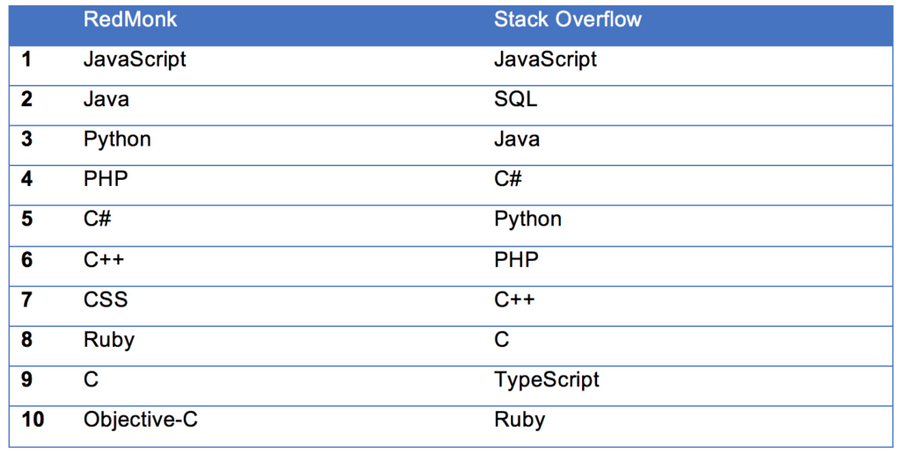 RedMonk Stack Overflow
1 JavaScript JavaScript
2 Java SQL
3 Python Java
4 PHP C#
5 C# Python
6 C++ PHP
7 CSS C++
8 Ruby C
9 C TypeScript
10 Objective-C Ruby